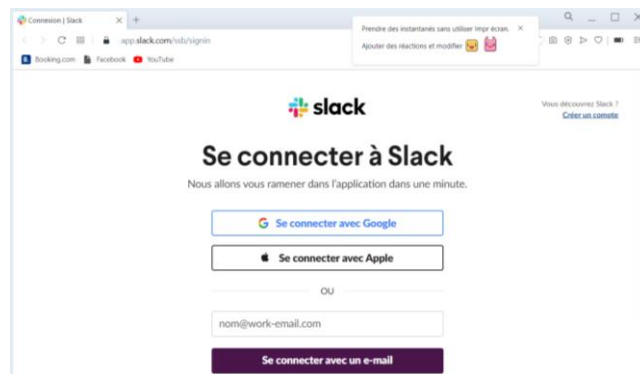 Connexion | Slack
Prendre des instantanés sans utiliser Impr écran.
Ajouter des réactions et modifier
app.slack.com/ssb/signin
Booking.com Facebook YouTube
slack
Vous découvrez Slack ?
Créer un compte
Se connecter à Slack
Nous allons vous ramener dans l'application dans une minute.
G Se connecter avec Google
Se connecter avec Apple
OU
nom@work-email.com
Se connecter avec un e-mail